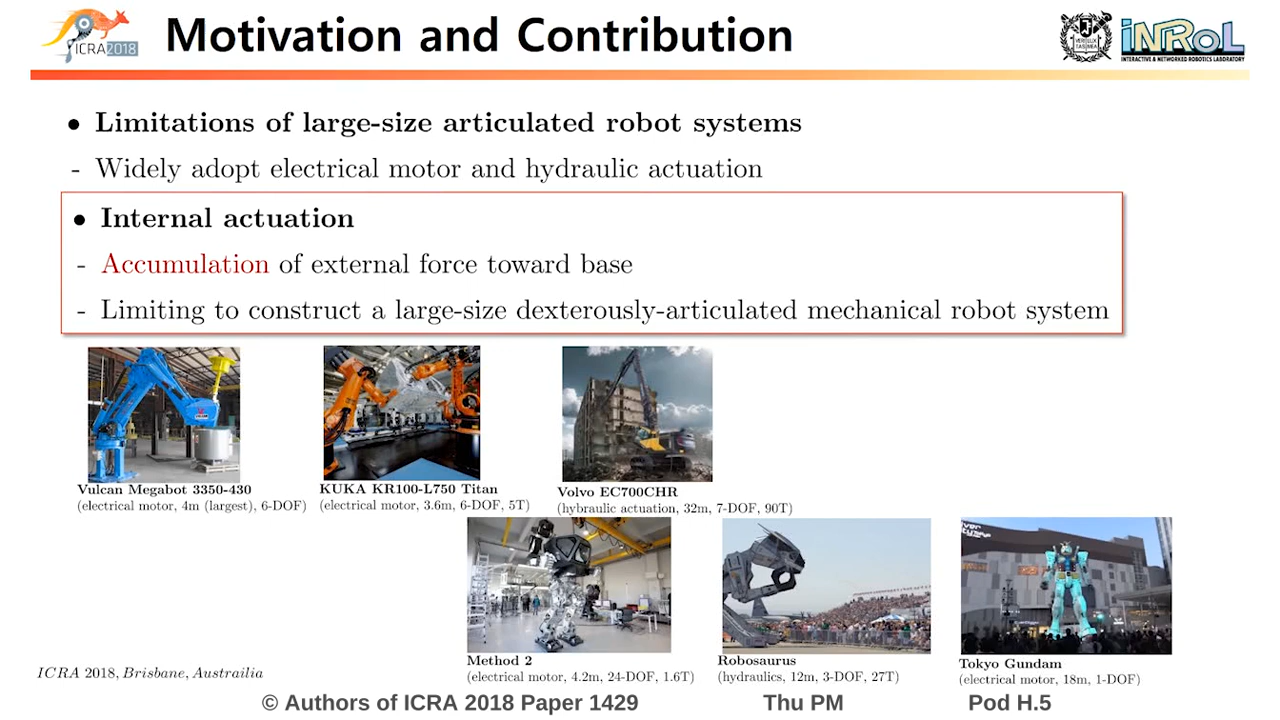 ICRA2018
Motivation and Contribution
iNRoL
INTERACTIVE & NETWORKED ROBOTICS LABORATORY
• Limitations of large-size articulated robot systems
- Widely adopt electrical motor and hydraulic actuation
• Internal actuation
- Accumulation of external force toward base
- Limiting to construct a large-size dexterously-articulated mechanical robot system
Vulcan Megabot 3350-430
(electrical motor, 4m (largest), 6-DOF)
KUKA KR100-L750 Titan
(electrical motor, 3.6m, 6-DOF, 5T)
Volvo EC700CHR
(hybraulic actuation, 32m, 7-DOF, 90T)
Method 2
(electrical motor, 4.2m, 24-DOF, 1.6T)
Robosaurus
(hydraulics, 12m, 3-DOF, 27T)
Tokyo Gundam
(electrical motor, 18m, 1-DOF)
ICRA 2018, Brisbane, Austrailia
© Authors of ICRA 2018 Paper 1429 Thu PM Pod H.5